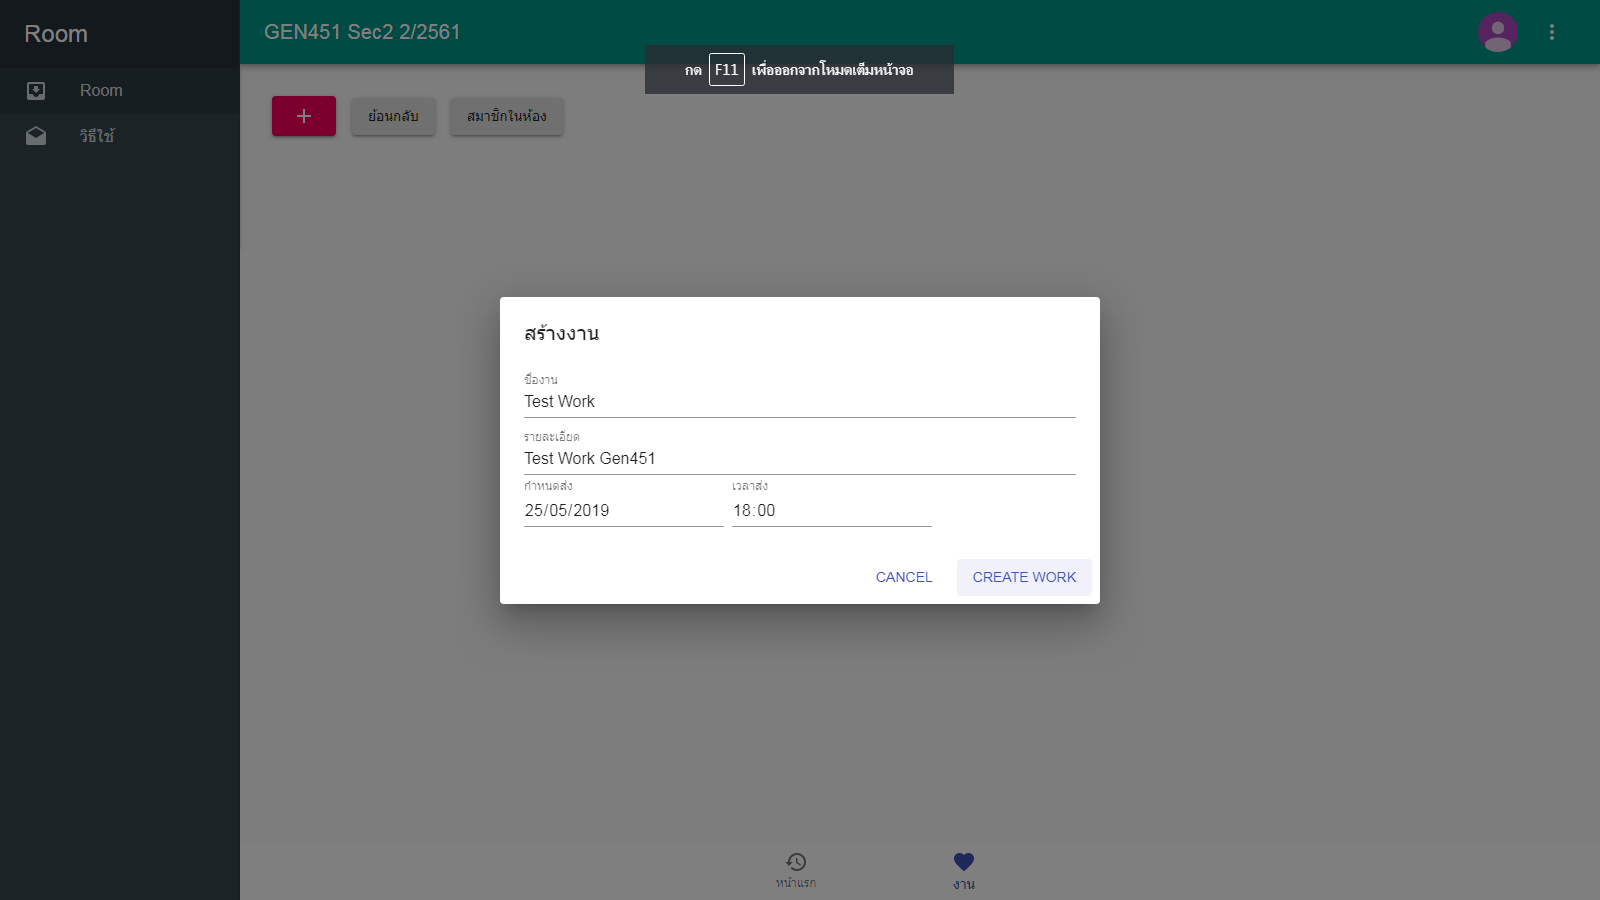 Room
GEN451 Sec2 2/2561
กด F11 เพื่อออกจากโหมดเต็มหน้าจอ
Room
วิธีใช้
ย้อนกลับ
สมาชิกในห้อง
สร้างงาน
ชื่องาน
Test Work
รายละเอียด
Test Work Gen451
กำหนดส่ง เวลาส่ง
25/05/2019 18:00
CANCEL CREATE WORK
หน้าแรก
งาน